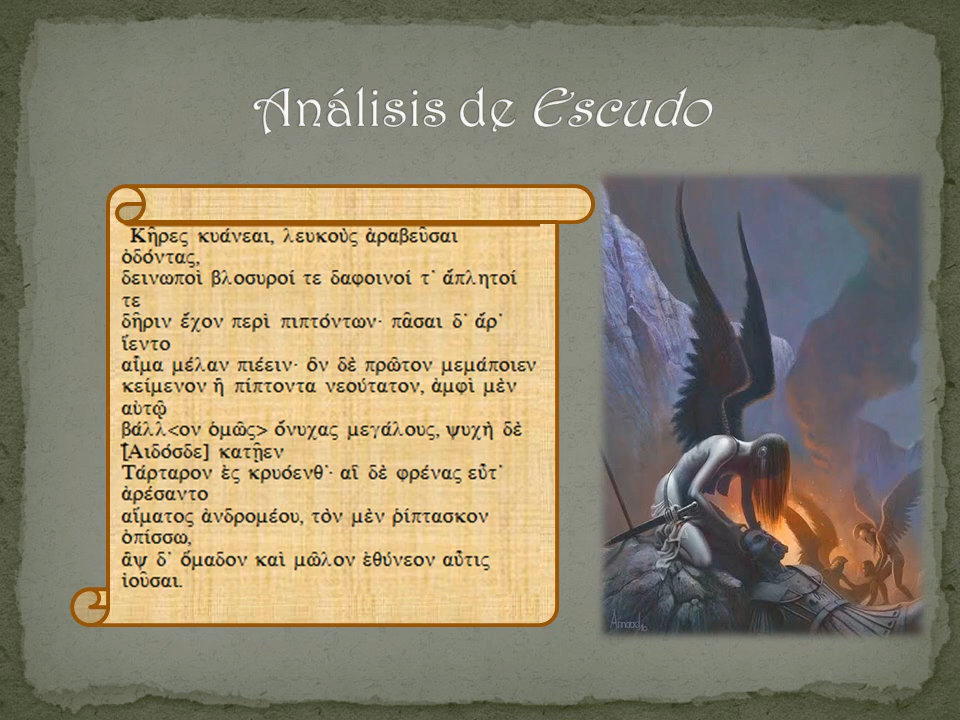 Análisis de Escudo
Κῆρες κυάνεαι, λευκοὺς ἀραβεῦσαι
ὀδόντας,
δεινωποὶ βλοσυροί τε δαφοινοί τ᾽ ἄπλητοί
τε
δῆριν ἔχον περὶ πιπτόντων· πᾶσαι δ᾽ ἄρ᾽
ἵεντο
αἷμα μέλαν πιέειν· ὃν δὲ πρῶτον μεμάποιεν
κείμενον ἢ πίπτοντα νεούτατον, ἀμφὶ μὲν
αὐτῷ
βάλλ<ον ὁμῶς> ὄνυχας μεγάλους, ψυχὴ δὲ
[Ἀιδόσδε] κατῇεν
Τάρταρον ἐς κρυόενθ᾽· αἳ δὲ φρένας εὖτ᾽
ἀρέσαντο
αἵματος ἀνδρομέου, τὸν μὲν ῥίπτασκον
ὀπίσσω,
ἂψ δ᾽ ὅμαδον καὶ μῶλον ἐθύνεον αὖτις
ἰοῦσαι.